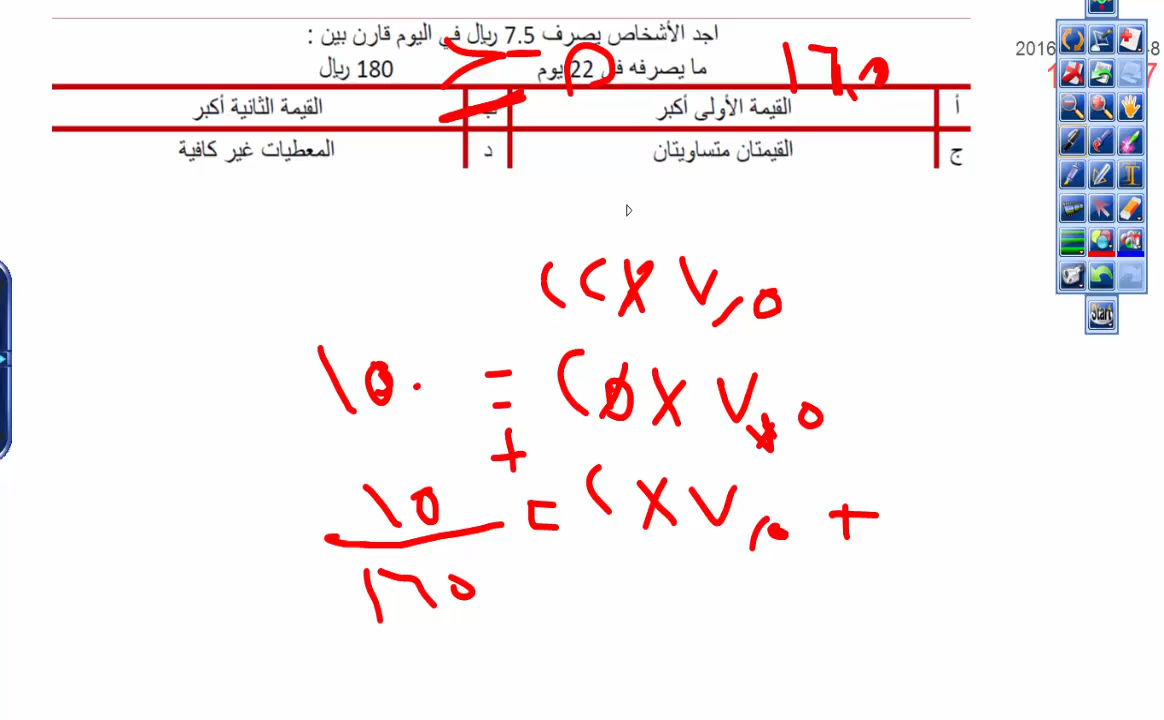 اجد الأشخاص يصرف 7.5 ريال في اليوم قارن بين :
ما يصرفه في 22 يوم 180 ريال
١٦٥
أ القيمة الأولى أكبر ب القيمة الثانية أكبر
ج القيمتان متساويتان د المعطيات غير كافية
2016
٢٢ × ٧,٥
١٥٠ = ٢٠ × ٧,٥
+
١٥ = ٢ × ٧,٥ +
١٦٥
Start